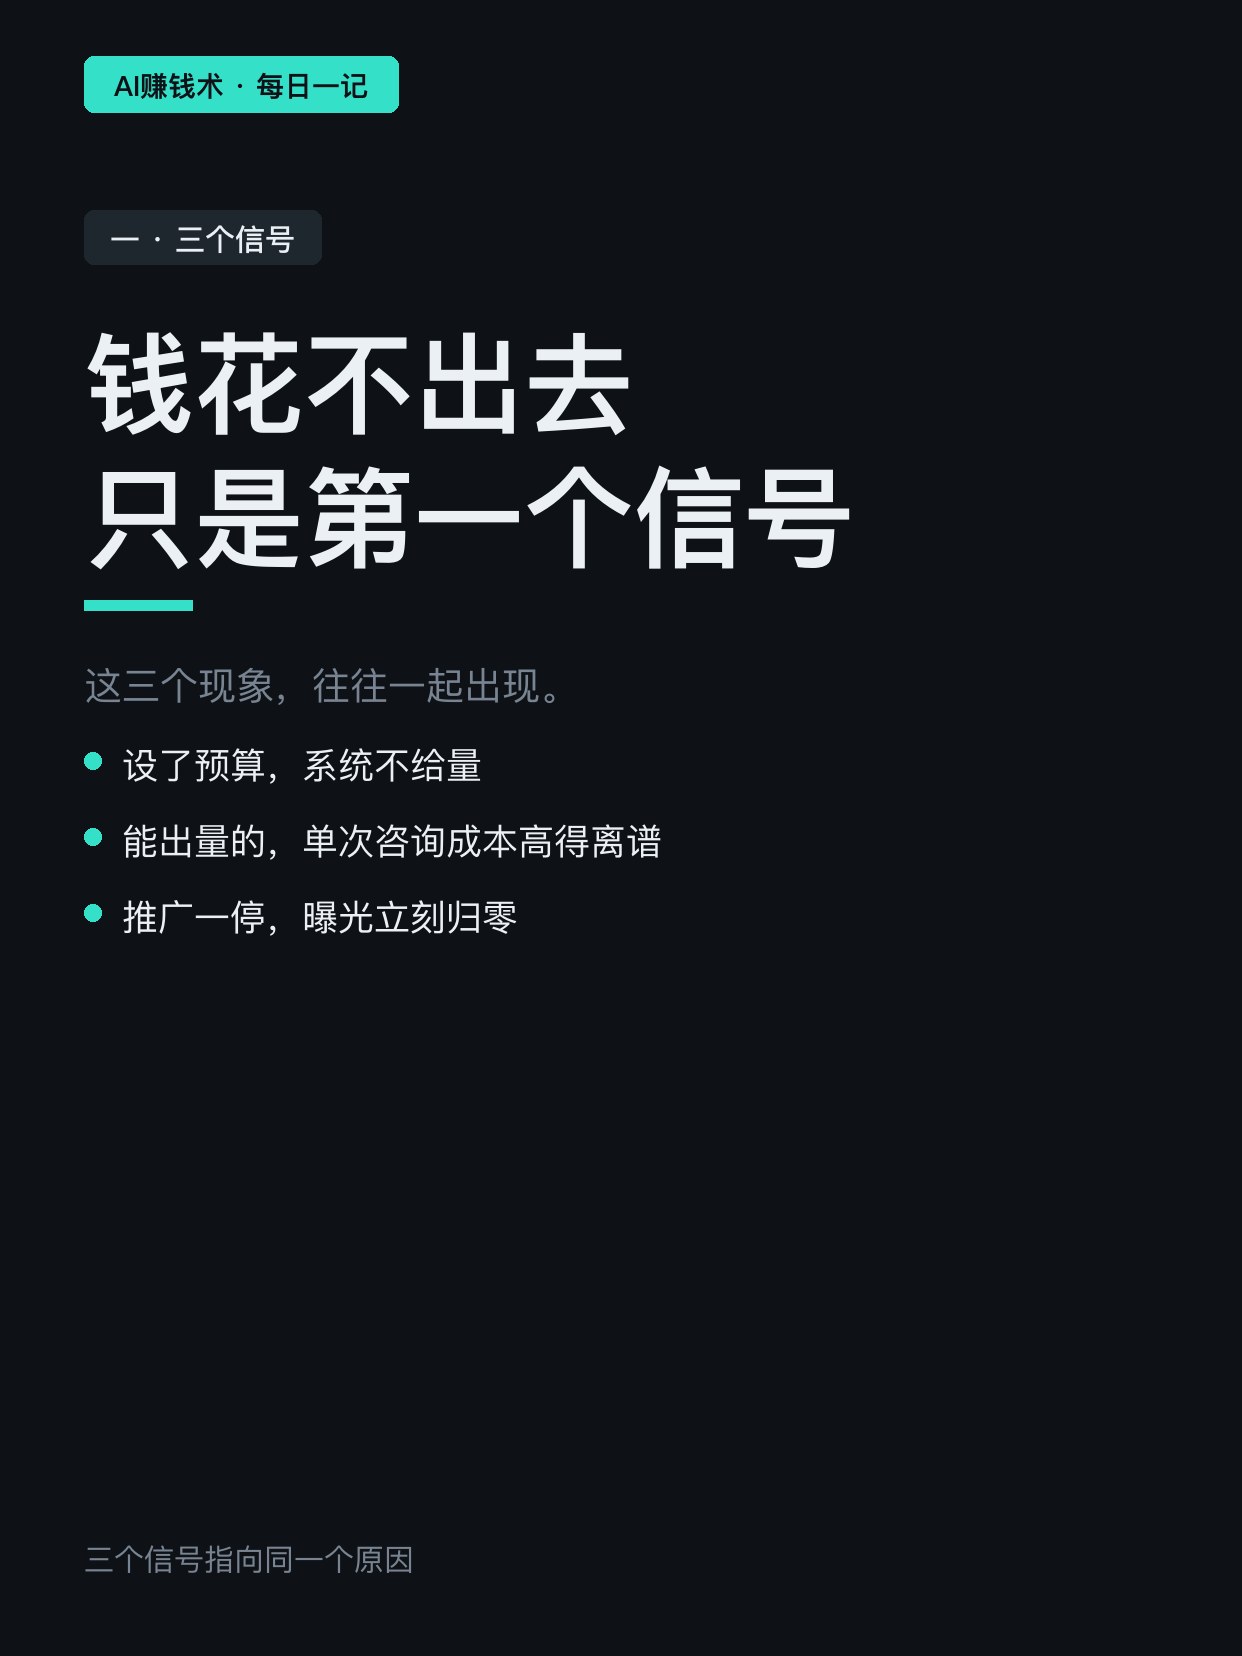 AI赚钱术 · 每日一记
一 · 三个信号
钱花不出去
只是第一个信号
这三个现象，往往一起出现。
设了预算，系统不给量
能出量的，单次咨询成本高得离谱
推广一停，曝光立刻归零
三个信号指向同一个原因